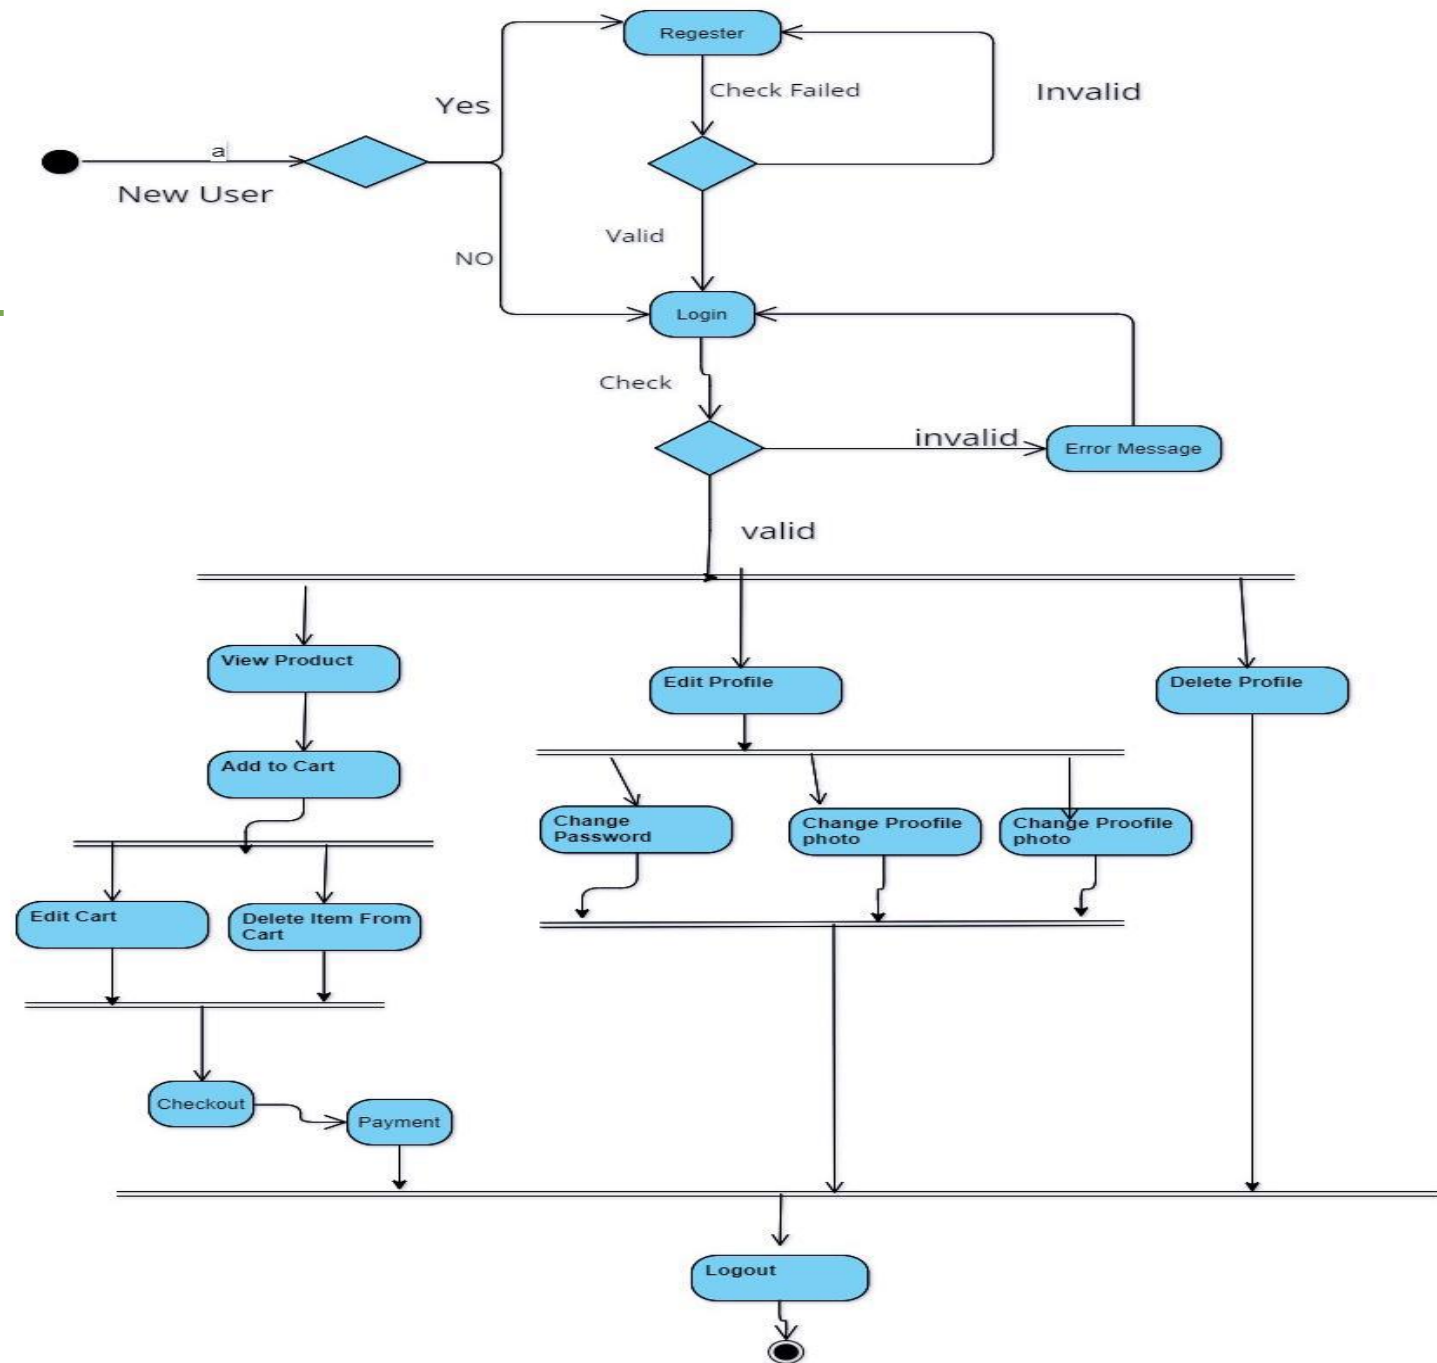 Regester
Check Failed
Invalid
Yes
a
New User
Valid
NO
Login
Check
invalid
Error Message
valid
View Product
Edit Profile
Delete Profile
Add to Cart
Change
Password
Change Proofile
photo
Change Proofile
photo
Edit Cart
Delete Item From
Cart
Checkout
Payment
Logout